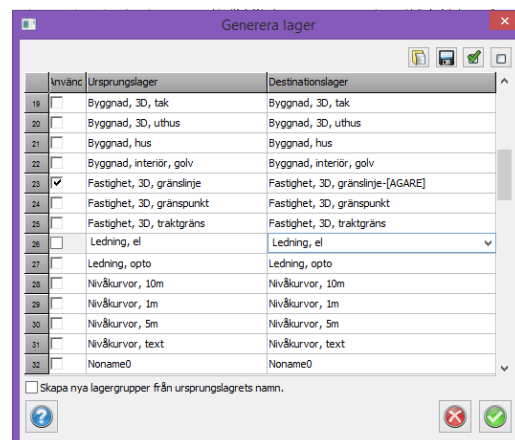 Generera lager
Använd Ursprungslager Destinationslager
19 Byggnad, 3D, tak Byggnad, 3D, tak
20 Byggnad, 3D, uthus Byggnad, 3D, uthus
21 Byggnad, hus Byggnad, hus
22 Byggnad, interiör, golv Byggnad, interiör, golv
23 Fastighet, 3D, gränslinje Fastighet, 3D, gränslinje-[AGARE]
24 Fastighet, 3D, gränspunkt Fastighet, 3D, gränspunkt
25 Fastighet, 3D, traktgräns Fastighet, 3D, traktgräns
26 Ledning, el Ledning, el
27 Ledning, opto Ledning, opto
28 Nivåkurvor, 10m Nivåkurvor, 10m
29 Nivåkurvor, 1m Nivåkurvor, 1m
30 Nivåkurvor, 5m Nivåkurvor, 5m
31 Nivåkurvor, text Nivåkurvor, text
32 Noname0 Noname0
Skapa nya lagergrupper från ursprungslagrets namn.